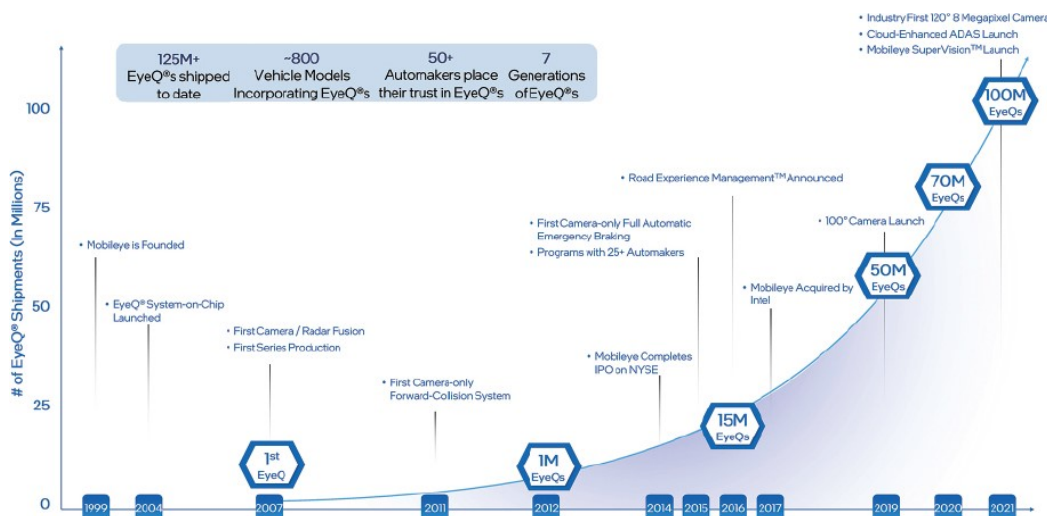 • Industry First 120° 8 Megapixel Camera
• Cloud-Enhanced ADAS Launch
• Mobileye SuperVision™ Launch
125M+
EyeQ®s shipped
to date
~800
Vehicle Models
Incorporating EyeQ®s
50+
Automakers place
their trust in EyeQ®s
7
Generations
of EyeQ®s
# of EyeQ® Shipments (In Millions)
100
75
50
25
0
• Mobileye is Founded
• EyeQ® System-on-Chip
Launched
• First Camera / Radar Fusion
• First Series Production
• First Camera-only
Forward-Collision System
• Mobileye Completes
IPO on NYSE
• First Camera-only Full Automatic
Emergency Braking
• Programs with 25+ Automakers
• Road Experience Management™ Announced
• Mobileye Acquired by
Intel
• 100° Camera Launch
1st
EyeQ
1M
EyeQs
15M
EyeQs
50M
EyeQs
70M
EyeQs
100M
EyeQs
1999
2004
2007
2011
2012
2014
2015
2016
2017
2019
2020
2021